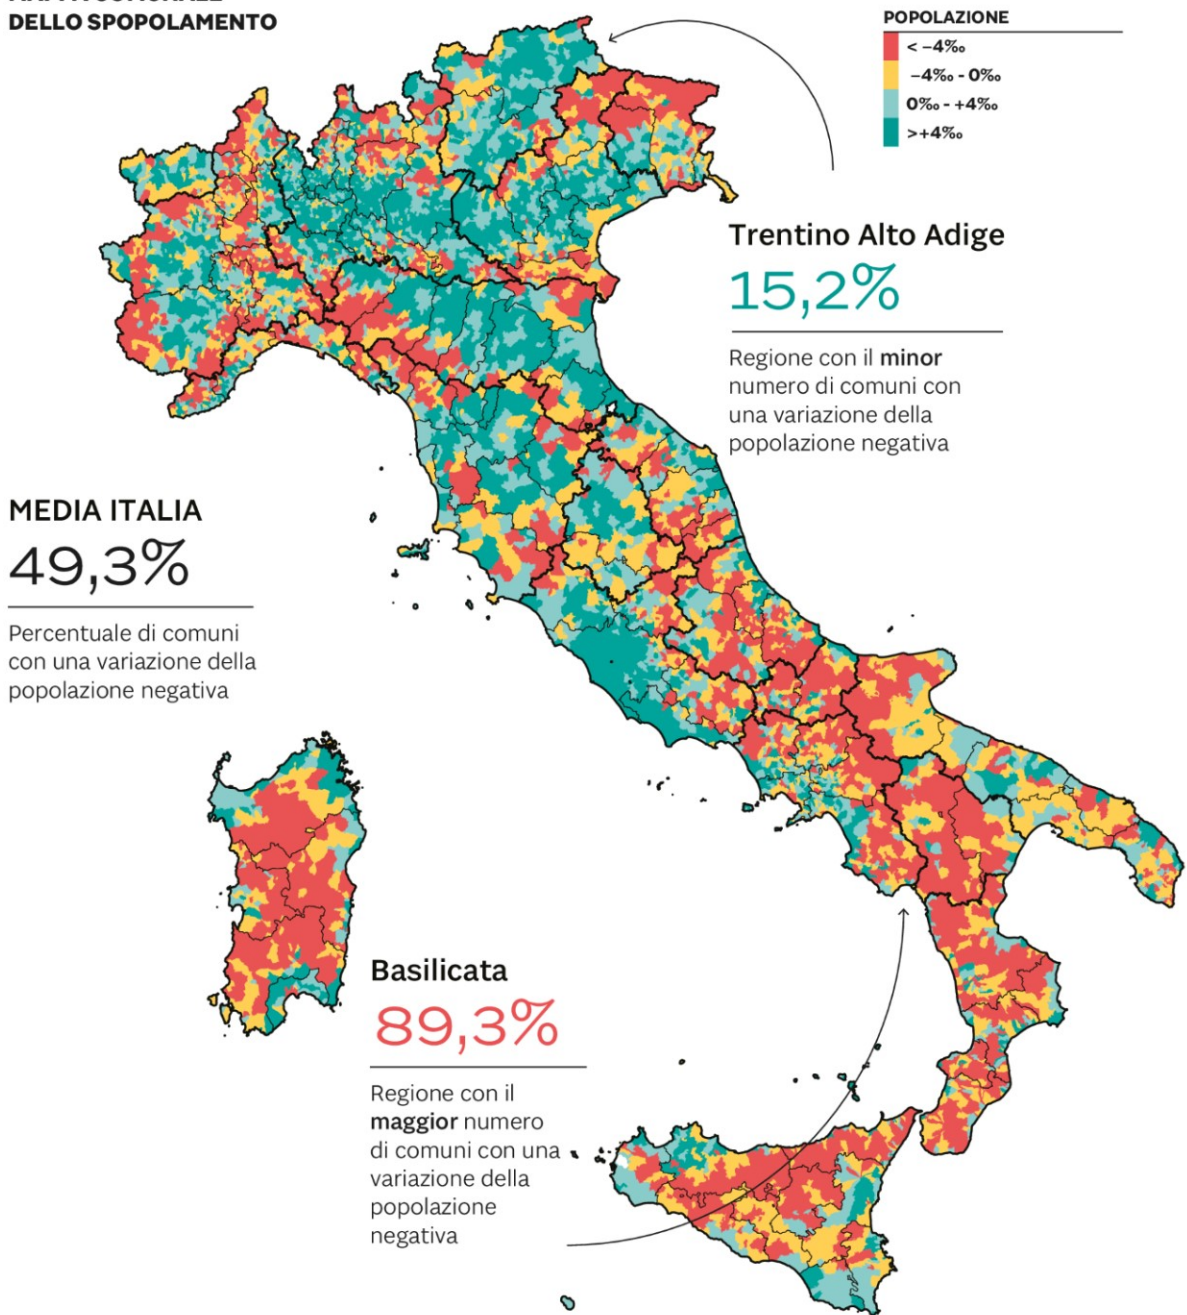 DELLO SPOPOLAMENTO
POPOLAZIONE
< –4‰
–4‰ - 0‰
0‰ - +4‰
>+4‰
Trentino Alto Adige
15,2%
Regione con il minor
numero di comuni con
una variazione della
popolazione negativa
MEDIA ITALIA
49,3%
Percentuale di comuni
con una variazione della
popolazione negativa
Basilicata
89,3%
Regione con il
maggior numero
di comuni con una
variazione della
popolazione
negativa